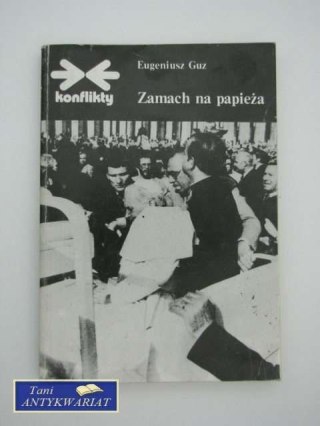 konflikty
Eugeniusz Guz
Zamach na papieża
Tani
ANTYKWARIAT